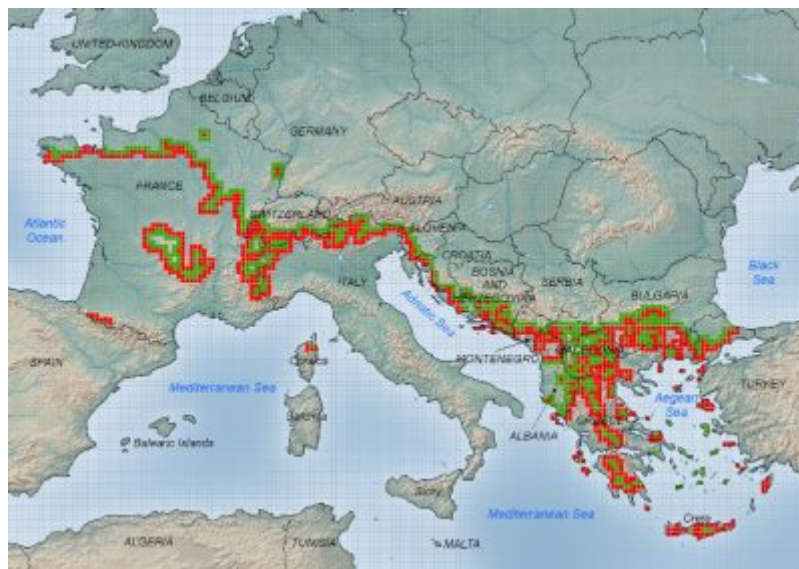 UNITED-KINGDOM
BELGIUM
GERMANY
FRANCE
Atlantic
Ocean
AUSTRIA
SWITZERLAND
SLOVENIA
CROATIA
BOSNIA
AND
HERZEGOVINA
SERBIA
BULGARIA
Black
Sea
ITALY
Adriatic Sea
SPAIN
Corsica
MONTENEGRO
Mediterranean Sea
Sardinia
Aegean
Sea
TURKEY
ALBANIA
Balearic Islands
Sicily
Mediterranean Sea
Crete
ALGERIA
TUNISIA
MALTA